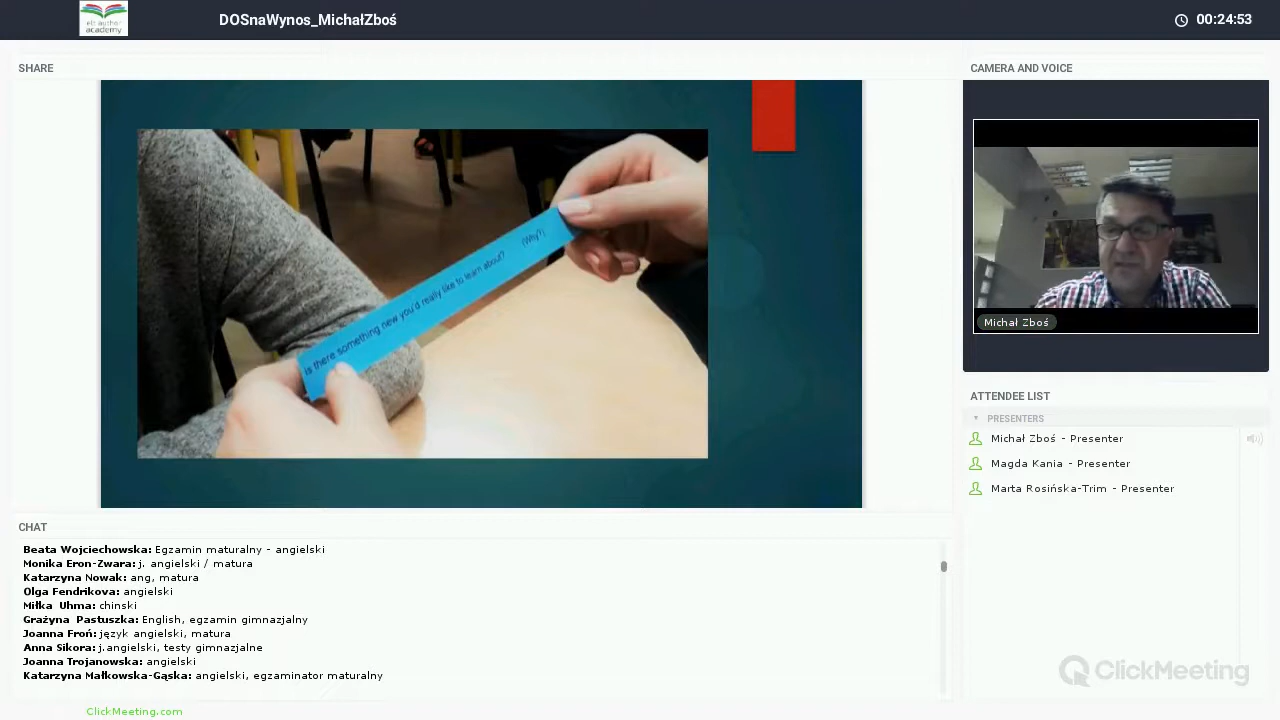 elt author
academy
DOSnaWynos_MichałZboś
00:24:53
SHARE
CAMERA AND VOICE
is there something new you'd really like to learn about? (Why?)
Michał Zboś
ATTENDEE LIST
PRESENTERS
Michał Zboś - Presenter
Magda Kania - Presenter
Marta Rosińska-Trim - Presenter
CHAT
Beata Wojciechowska: Egzamin maturalny - angielski
Monika Eron-Zwara: j. angielski / matura
Katarzyna Nowak: ang, matura
Olga Fendrikova: angielski
Miłka Uhma: chinski
Grażyna Pastuszka: English, egzamin gimnazjalny
Joanna Froń: język angielski, matura
Anna Sikora: j.angielski, testy gimnazjalne
Joanna Trojanowska: angielski
Katarzyna Małkowska-Gąska: angielski, egzaminator maturalny
ClickMeeting
ClickMeeting.com